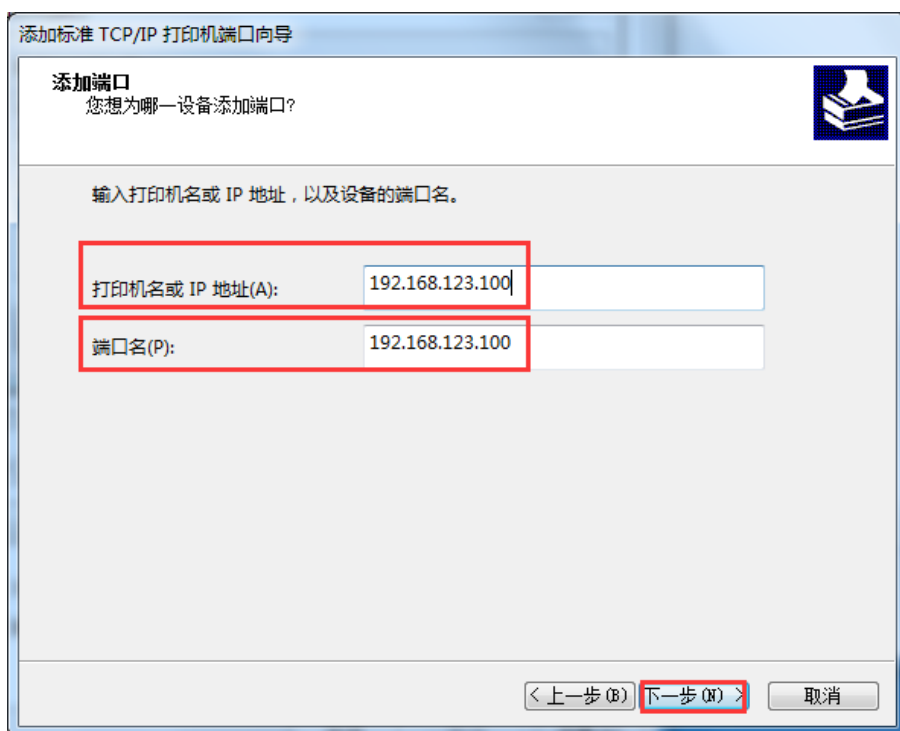 添加标准 TCP/IP 打印机端口向导
添加端口
您想为哪一设备添加端口?
输入打印机名或 IP 地址，以及设备的端口名。
打印机名或 IP 地址(A): 192.168.123.100
端口名(P): 192.168.123.100
< 上一步(B) 下一步(N) > 取消